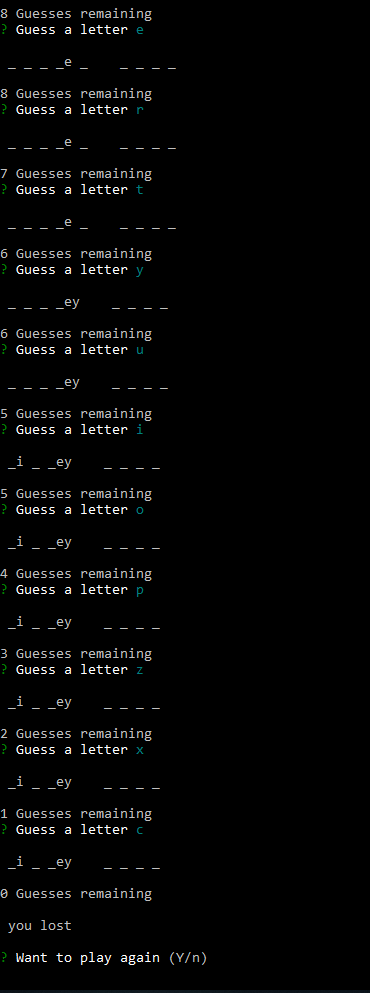 8 Guesses remaining
? Guess a letter e
_ _ _ _e _    _ _ _ _
8 Guesses remaining
? Guess a letter r
_ _ _ _e _    _ _ _ _
7 Guesses remaining
? Guess a letter t
_ _ _ _e _    _ _ _ _
6 Guesses remaining
? Guess a letter y
_ _ _ _ey    _ _ _ _
6 Guesses remaining
? Guess a letter u
_ _ _ _ey    _ _ _ _
5 Guesses remaining
? Guess a letter i
_i _ _ey    _ _ _ _
5 Guesses remaining
? Guess a letter o
_i _ _ey    _ _ _ _
4 Guesses remaining
? Guess a letter p
_i _ _ey    _ _ _ _
3 Guesses remaining
? Guess a letter z
_i _ _ey    _ _ _ _
2 Guesses remaining
? Guess a letter x
_i _ _ey    _ _ _ _
1 Guesses remaining
? Guess a letter c
_i _ _ey    _ _ _ _
0 Guesses remaining
you lost
? Want to play again (Y/n)